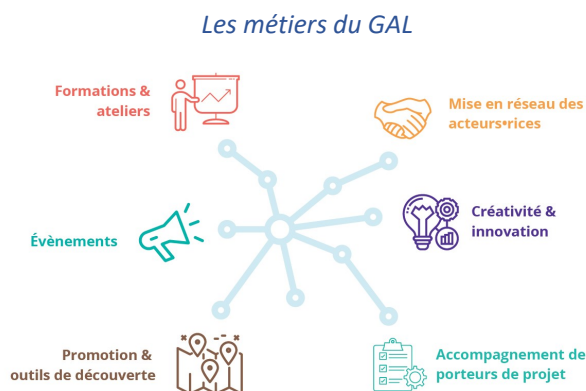 Les métiers du GAL
Formations &
ateliers
Mise en réseau des
acteurs•rices
Évènements
Créativité &
innovation
Promotion &
outils de découverte
Accompagnement de
porteurs de projet